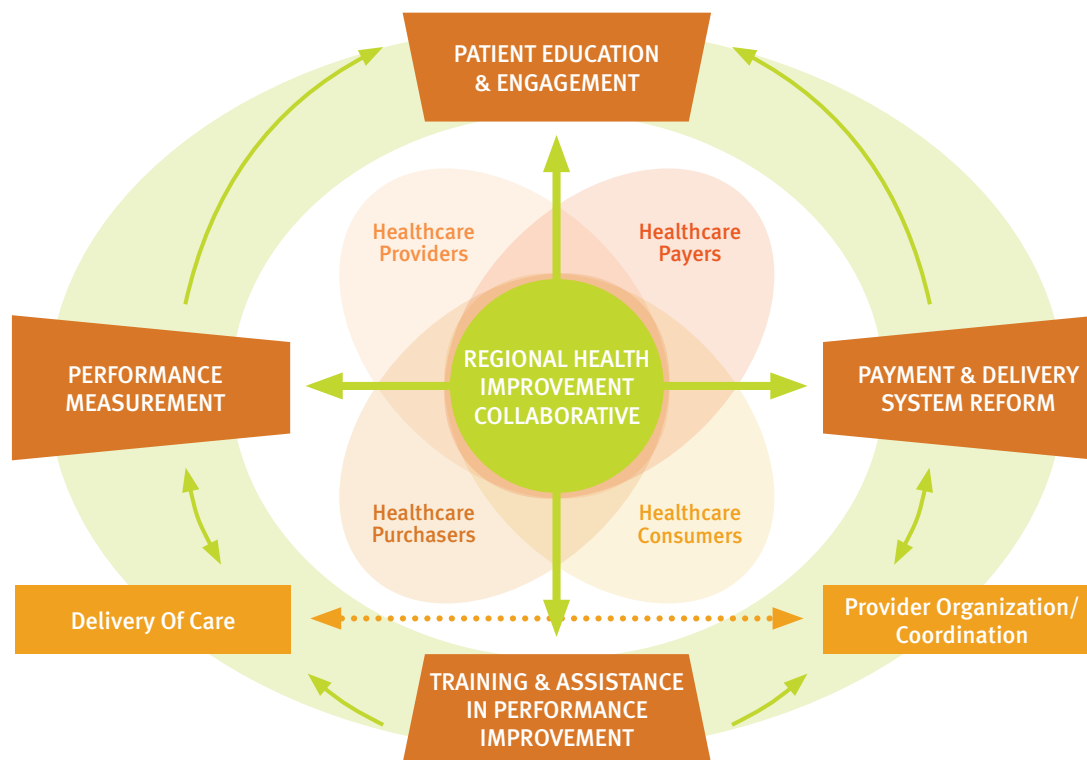 PATIENT EDUCATION
& ENGAGEMENT
Healthcare
Providers
Healthcare
Payers
PERFORMANCE
MEASUREMENT
REGIONAL HEALTH
IMPROVEMENT
COLLABORATIVE
PAYMENT & DELIVERY
SYSTEM REFORM
Healthcare
Purchasers
Healthcare
Consumers
Delivery Of Care
Provider Organization/
Coordination
TRAINING & ASSISTANCE
IN PERFORMANCE
IMPROVEMENT